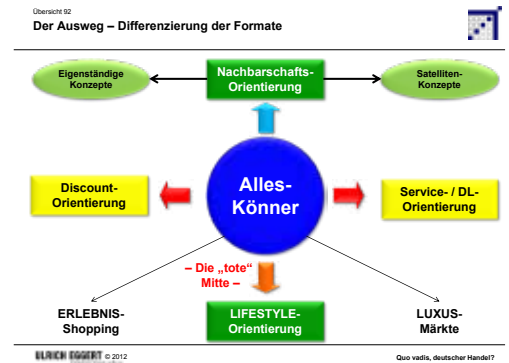 Übersicht 92
Der Ausweg – Differenzierung der Formate
Eigenständige
Konzepte
Nachbarschafts-
Orientierung
Satelliten-
Konzepte
Discount-
Orientierung
Alles-
Könner
Service- / DL-
Orientierung
– Die „tote“
Mitte –
ERLEBNIS-
Shopping
LIFESTYLE-
Orientierung
LUXUS-
Märkte
ULRICH EGGERT © 2012
Quo vadis, deutscher Handel?